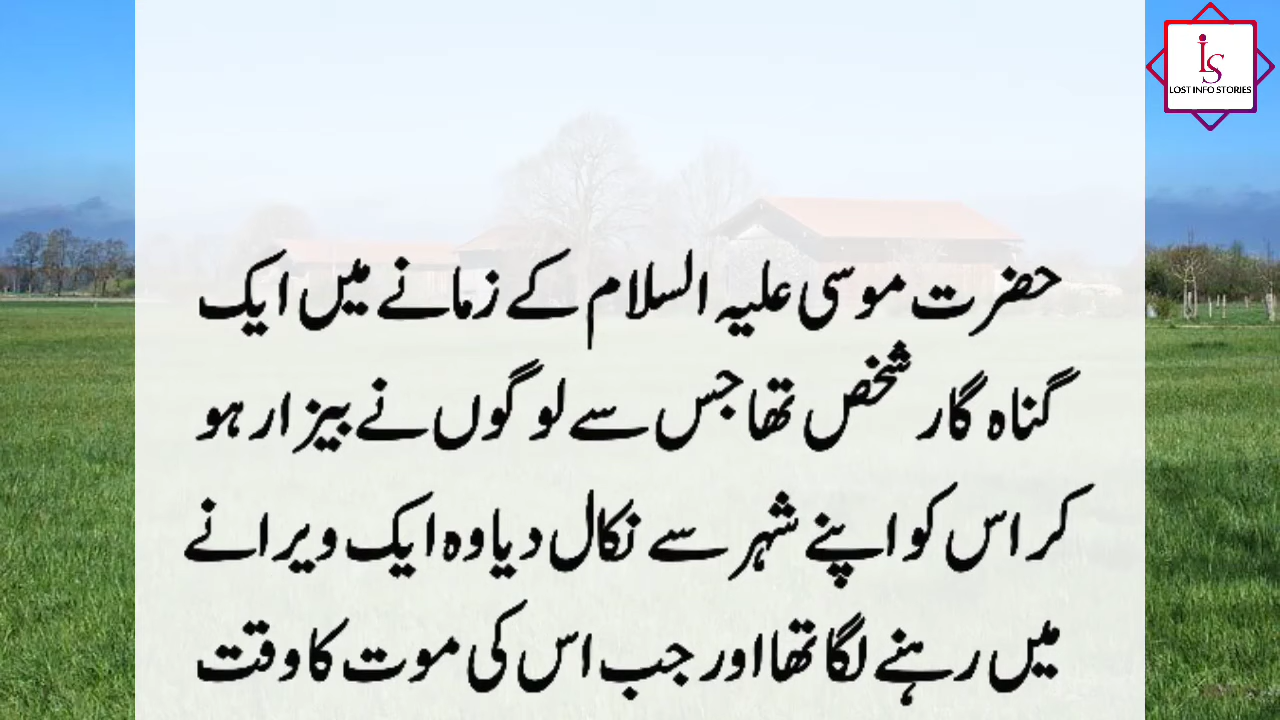 LS
LOST INFO STORIES
حضرت موسی علیہ السلام کے زمانے میں ایک
گناہ گار شخص تھا جس سے لوگوں نے بیزار ہو
کر اس کو اپنے شہر سے نکال دیا وہ ایک ویرانے
میں رہنے لگا تھا اور جب اس کی موت کا وقت